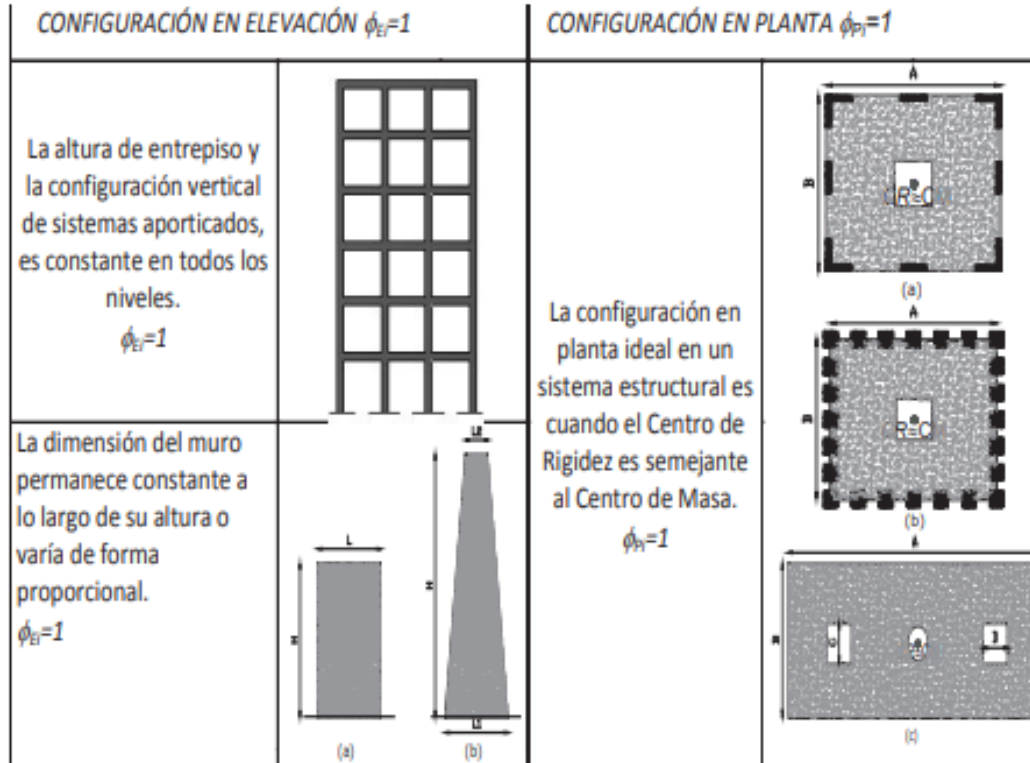 CONFIGURACIÓN EN ELEVACIÓN ϕEi=1
CONFIGURACIÓN EN PLANTA ϕPi=1
La altura de entrepiso y
la configuración vertical
de sistemas aporticados,
es constante en todos los
niveles.
ϕEi=1
La dimensión del muro
permanece constante a
lo largo de su altura o
varía de forma
proporcional.
ϕEi=1
L
H
(a)
H
(b)
La configuración en
planta ideal en un
sistema estructural es
cuando el Centro de
Rigidez es semejante
al Centro de Masa.
ϕPi=1
A
B
(a)
A
B
(b)
A
B
(c)